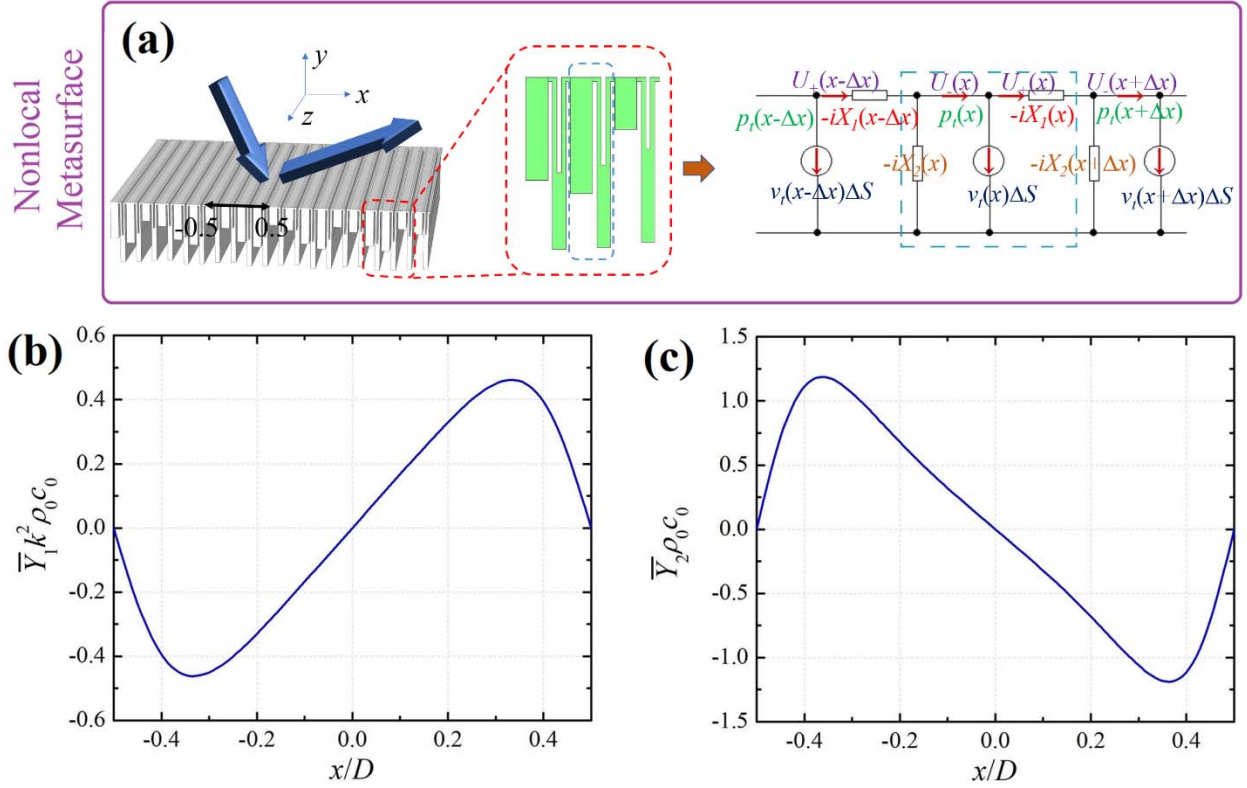 Nonlocal
Metasurface
(a)
y
x
z
-0.5
0.5
U₊(x-Δx) U₋(x) U₊(x) U₋(x+Δx)
pₜ(x-Δx) -iX₁(x-Δx) pₜ(x) -iX₁(x) pₜ(x+Δx)
-iX₂(x) -iX₂(x+Δx)
vₜ(x-Δx)ΔS vₜ(x)ΔS vₜ(x+Δx)ΔS
(b)
0.6
0.4
0.2
0.0
-0.2
-0.4
-0.6
Y̅₁k²ρ₀c₀
-0.4 -0.2 0.0 0.2 0.4
x/D
(c)
1.5
1.0
0.5
0.0
-0.5
-1.0
-1.5
Y̅₂ρ₀c₀
-0.4 -0.2 0.0 0.2 0.4
x/D